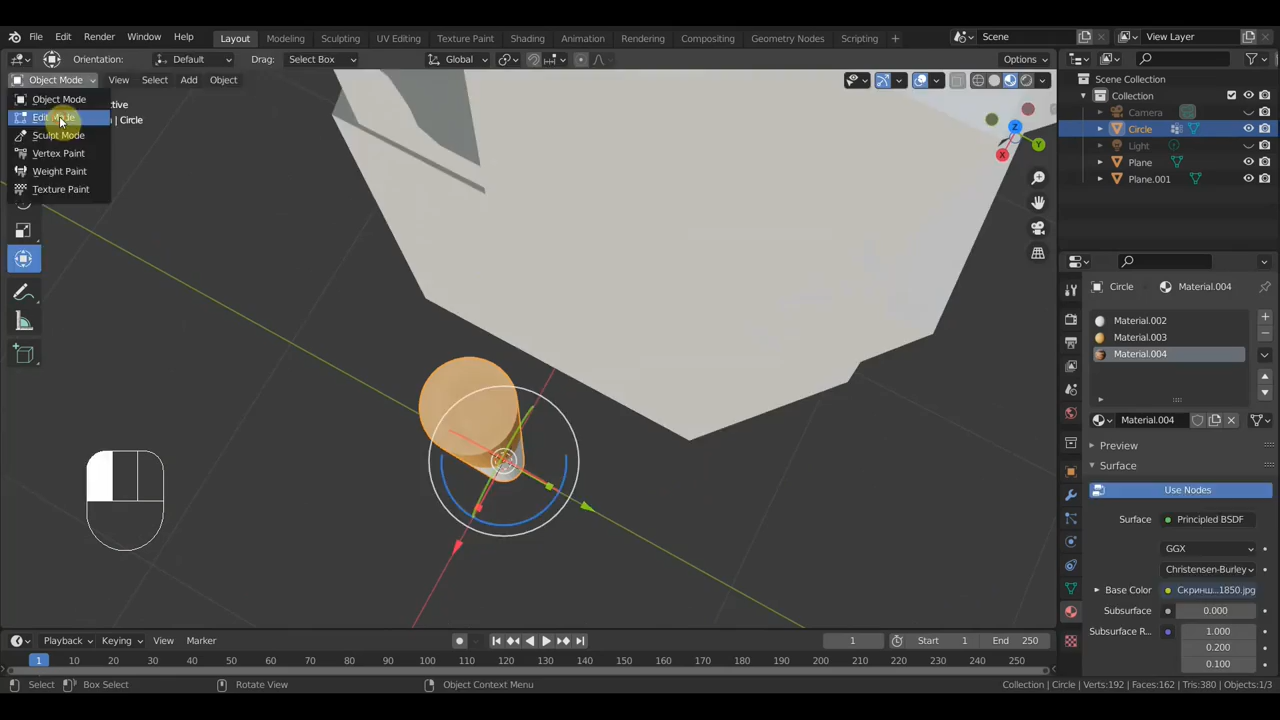 File Edit Render Window Help Layout Modeling Sculpting UV Editing Texture Paint Shading Animation Rendering Compositing Geometry Nodes Scripting + Scene View Layer
Orientation: Default Drag: Select Box Global Options
Object Mode View Select Add Object
Scene Collection
Collection
Camera
Circle
Light
Plane
Plane.001
Object Mode
Edit Mode
Sculpt Mode
Vertex Paint
Weight Paint
Texture Paint
| Circle
Z
Y
X
Circle Material.004
Material.002
Material.003
Material.004
Material.004
Preview
Surface
Use Nodes
Surface Principled BSDF
GGX
Christensen-Burley
Base Color Скринш...1850.jpg
Subsurface 0.000
Subsurface R... 1.000
0.200
0.100
Playback Keying View Marker 1 Start 1 End 250
1 10 20 30 40 50 60 70 80 90 100 110 120 130 140 150 160 170 180 190 200 210 220 230 240 250
Select Box Select Rotate View Object Context Menu Collection | Circle | Verts:192 | Faces:162 | Tris:380 | Objects:1/3